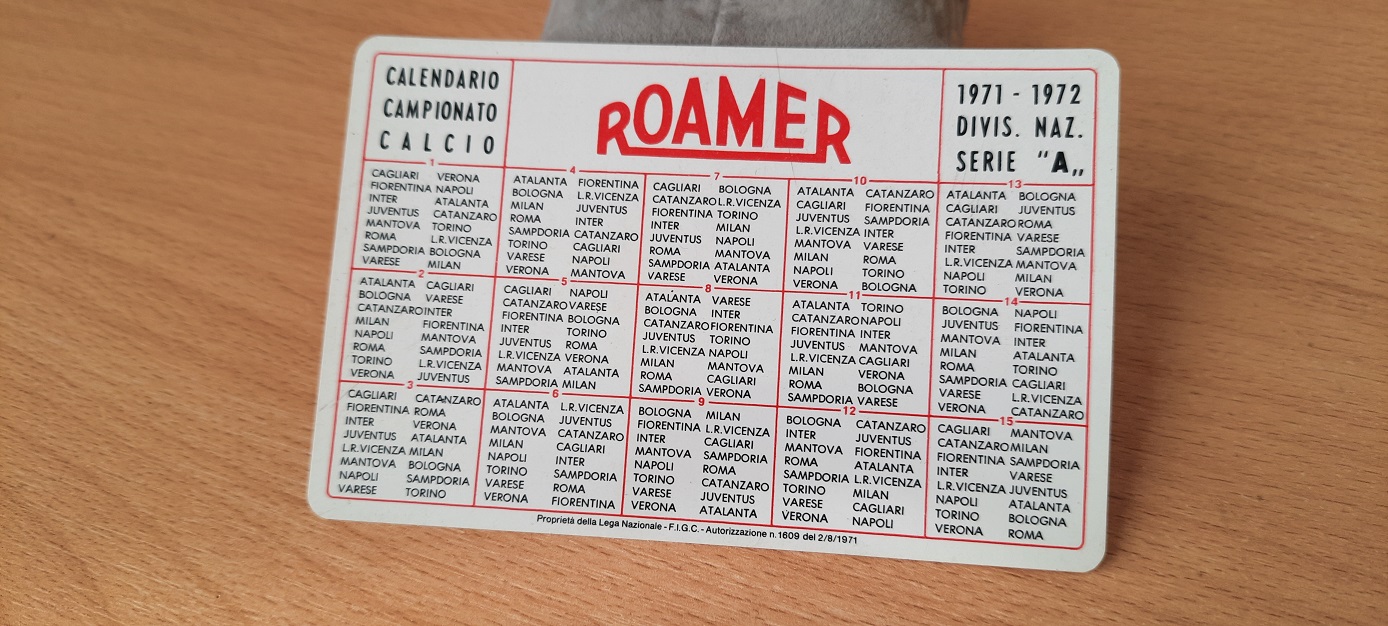 CALENDARIO
CAMPIONATO
CALCIO
ROAMER
1971 - 1972
DIVIS. NAZ.
SERIE "A„
1
CAGLIARI VERONA
FIORENTINA NAPOLI
INTER ATALANTA
JUVENTUS CATANZARO
MANTOVA TORINO
ROMA L.R.VICENZA
SAMPDORIA BOLOGNA
VARESE MILAN
2
ATALANTA CAGLIARI
BOLOGNA VARESE
CATANZARO INTER
MILAN FIORENTINA
NAPOLI MANTOVA
ROMA SAMPDORIA
TORINO L.R.VICENZA
VERONA JUVENTUS
3
CAGLIARI CATANZARO
FIORENTINA ROMA
INTER VERONA
JUVENTUS ATALANTA
L.R.VICENZA MILAN
MANTOVA BOLOGNA
NAPOLI SAMPDORIA
VARESE TORINO
4
ATALANTA FIORENTINA
BOLOGNA L.R.VICENZA
MILAN JUVENTUS
ROMA INTER
SAMPDORIA CATANZARO
TORINO CAGLIARI
VARESE NAPOLI
VERONA MANTOVA
5
CAGLIARI NAPOLI
CATANZARO VARESE
FIORENTINA BOLOGNA
INTER TORINO
JUVENTUS ROMA
L.R.VICENZA VERONA
MANTOVA ATALANTA
SAMPDORIA MILAN
6
ATALANTA L.R.VICENZA
BOLOGNA JUVENTUS
MANTOVA CATANZARO
MILAN CAGLIARI
NAPOLI INTER
TORINO SAMPDORIA
VARESE ROMA
VERONA FIORENTINA
7
CAGLIARI BOLOGNA
CATANZARO L.R.VICENZA
FIORENTINA TORINO
INTER MILAN
JUVENTUS NAPOLI
ROMA MANTOVA
SAMPDORIA ATALANTA
VARESE VERONA
8
ATALANTA VARESE
BOLOGNA INTER
CATANZARO FIORENTINA
JUVENTUS TORINO
L.R.VICENZA NAPOLI
MILAN MANTOVA
ROMA CAGLIARI
SAMPDORIA VERONA
9
BOLOGNA MILAN
FIORENTINA L.R.VICENZA
INTER CAGLIARI
MANTOVA SAMPDORIA
NAPOLI ROMA
TORINO CATANZARO
VARESE JUVENTUS
VERONA ATALANTA
10
ATALANTA CATANZARO
CAGLIARI FIORENTINA
JUVENTUS SAMPDORIA
L.R.VICENZA INTER
MANTOVA VARESE
MILAN ROMA
NAPOLI TORINO
VERONA BOLOGNA
11
ATALANTA TORINO
CATANZARO NAPOLI
FIORENTINA INTER
JUVENTUS MANTOVA
L.R.VICENZA CAGLIARI
MILAN VERONA
ROMA BOLOGNA
SAMPDORIA VARESE
12
BOLOGNA CATANZARO
INTER JUVENTUS
MANTOVA FIORENTINA
ROMA ATALANTA
SAMPDORIA L.R.VICENZA
TORINO MILAN
VARESE CAGLIARI
VERONA NAPOLI
13
ATALANTA BOLOGNA
CAGLIARI JUVENTUS
CATANZARO ROMA
FIORENTINA VARESE
INTER SAMPDORIA
L.R.VICENZA MANTOVA
NAPOLI MILAN
TORINO VERONA
14
BOLOGNA NAPOLI
JUVENTUS FIORENTINA
MANTOVA INTER
MILAN ATALANTA
ROMA TORINO
SAMPDORIA CAGLIARI
VARESE L.R.VICENZA
VERONA CATANZARO
15
CAGLIARI MANTOVA
CATANZARO MILAN
FIORENTINA SAMPDORIA
INTER VARESE
L.R.VICENZA JUVENTUS
NAPOLI ATALANTA
TORINO BOLOGNA
VERONA ROMA
Proprietà della Lega Nazionale - F.I.G.C. - Autorizzazione n.1609 del 2/8/1971